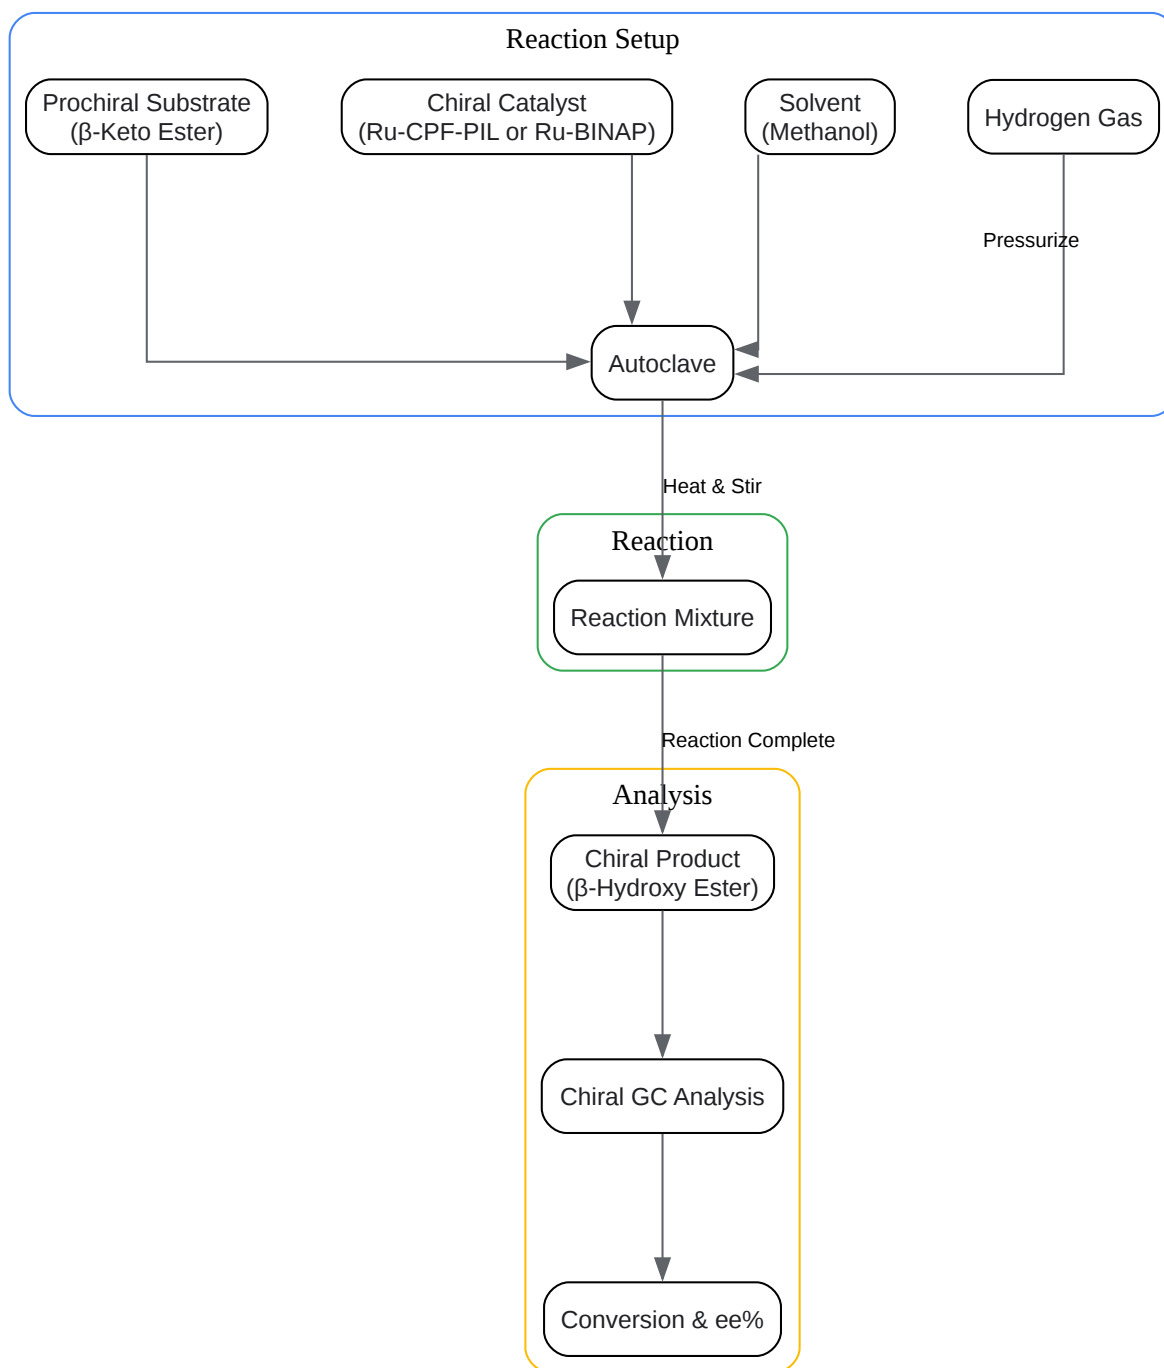 Reaction Setup
Prochiral Substrate
(β-Keto Ester)
Chiral Catalyst
(Ru-CPF-PIL or Ru-BINAP)
Solvent
(Methanol)
Hydrogen Gas
Pressurize
Autoclave
Heat & Stir
Reaction
Reaction Mixture
Reaction Complete
Analysis
Chiral Product
(β-Hydroxy Ester)
Chiral GC Analysis
Conversion & ee%